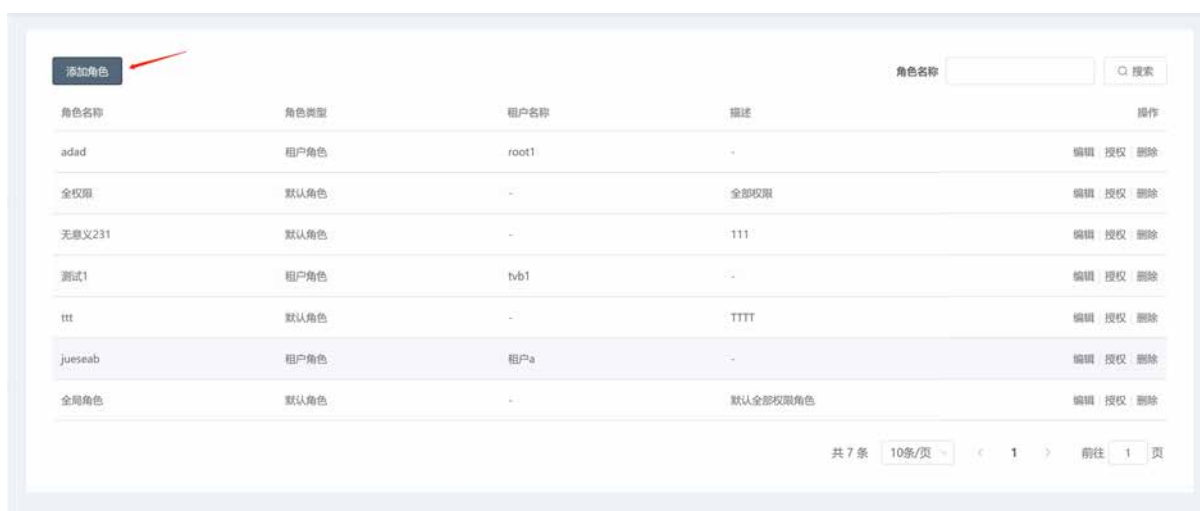 添加角色 角色名称 搜索
角色名称 角色类型 租户名称 描述 操作
adad 租户角色 root1 - 编辑 授权 删除
全权限 默认角色 - 全部权限 编辑 授权 删除
无意义231 默认角色 - 111 编辑 授权 删除
测试1 租户角色 tvb1 - 编辑 授权 删除
ttt 默认角色 - TTTT 编辑 授权 删除
jueseab 租户角色 租户a - 编辑 授权 删除
全局角色 默认角色 - 默认全部权限角色 编辑 授权 删除
共 7 条 10条/页 < 1 > 前往 1 页